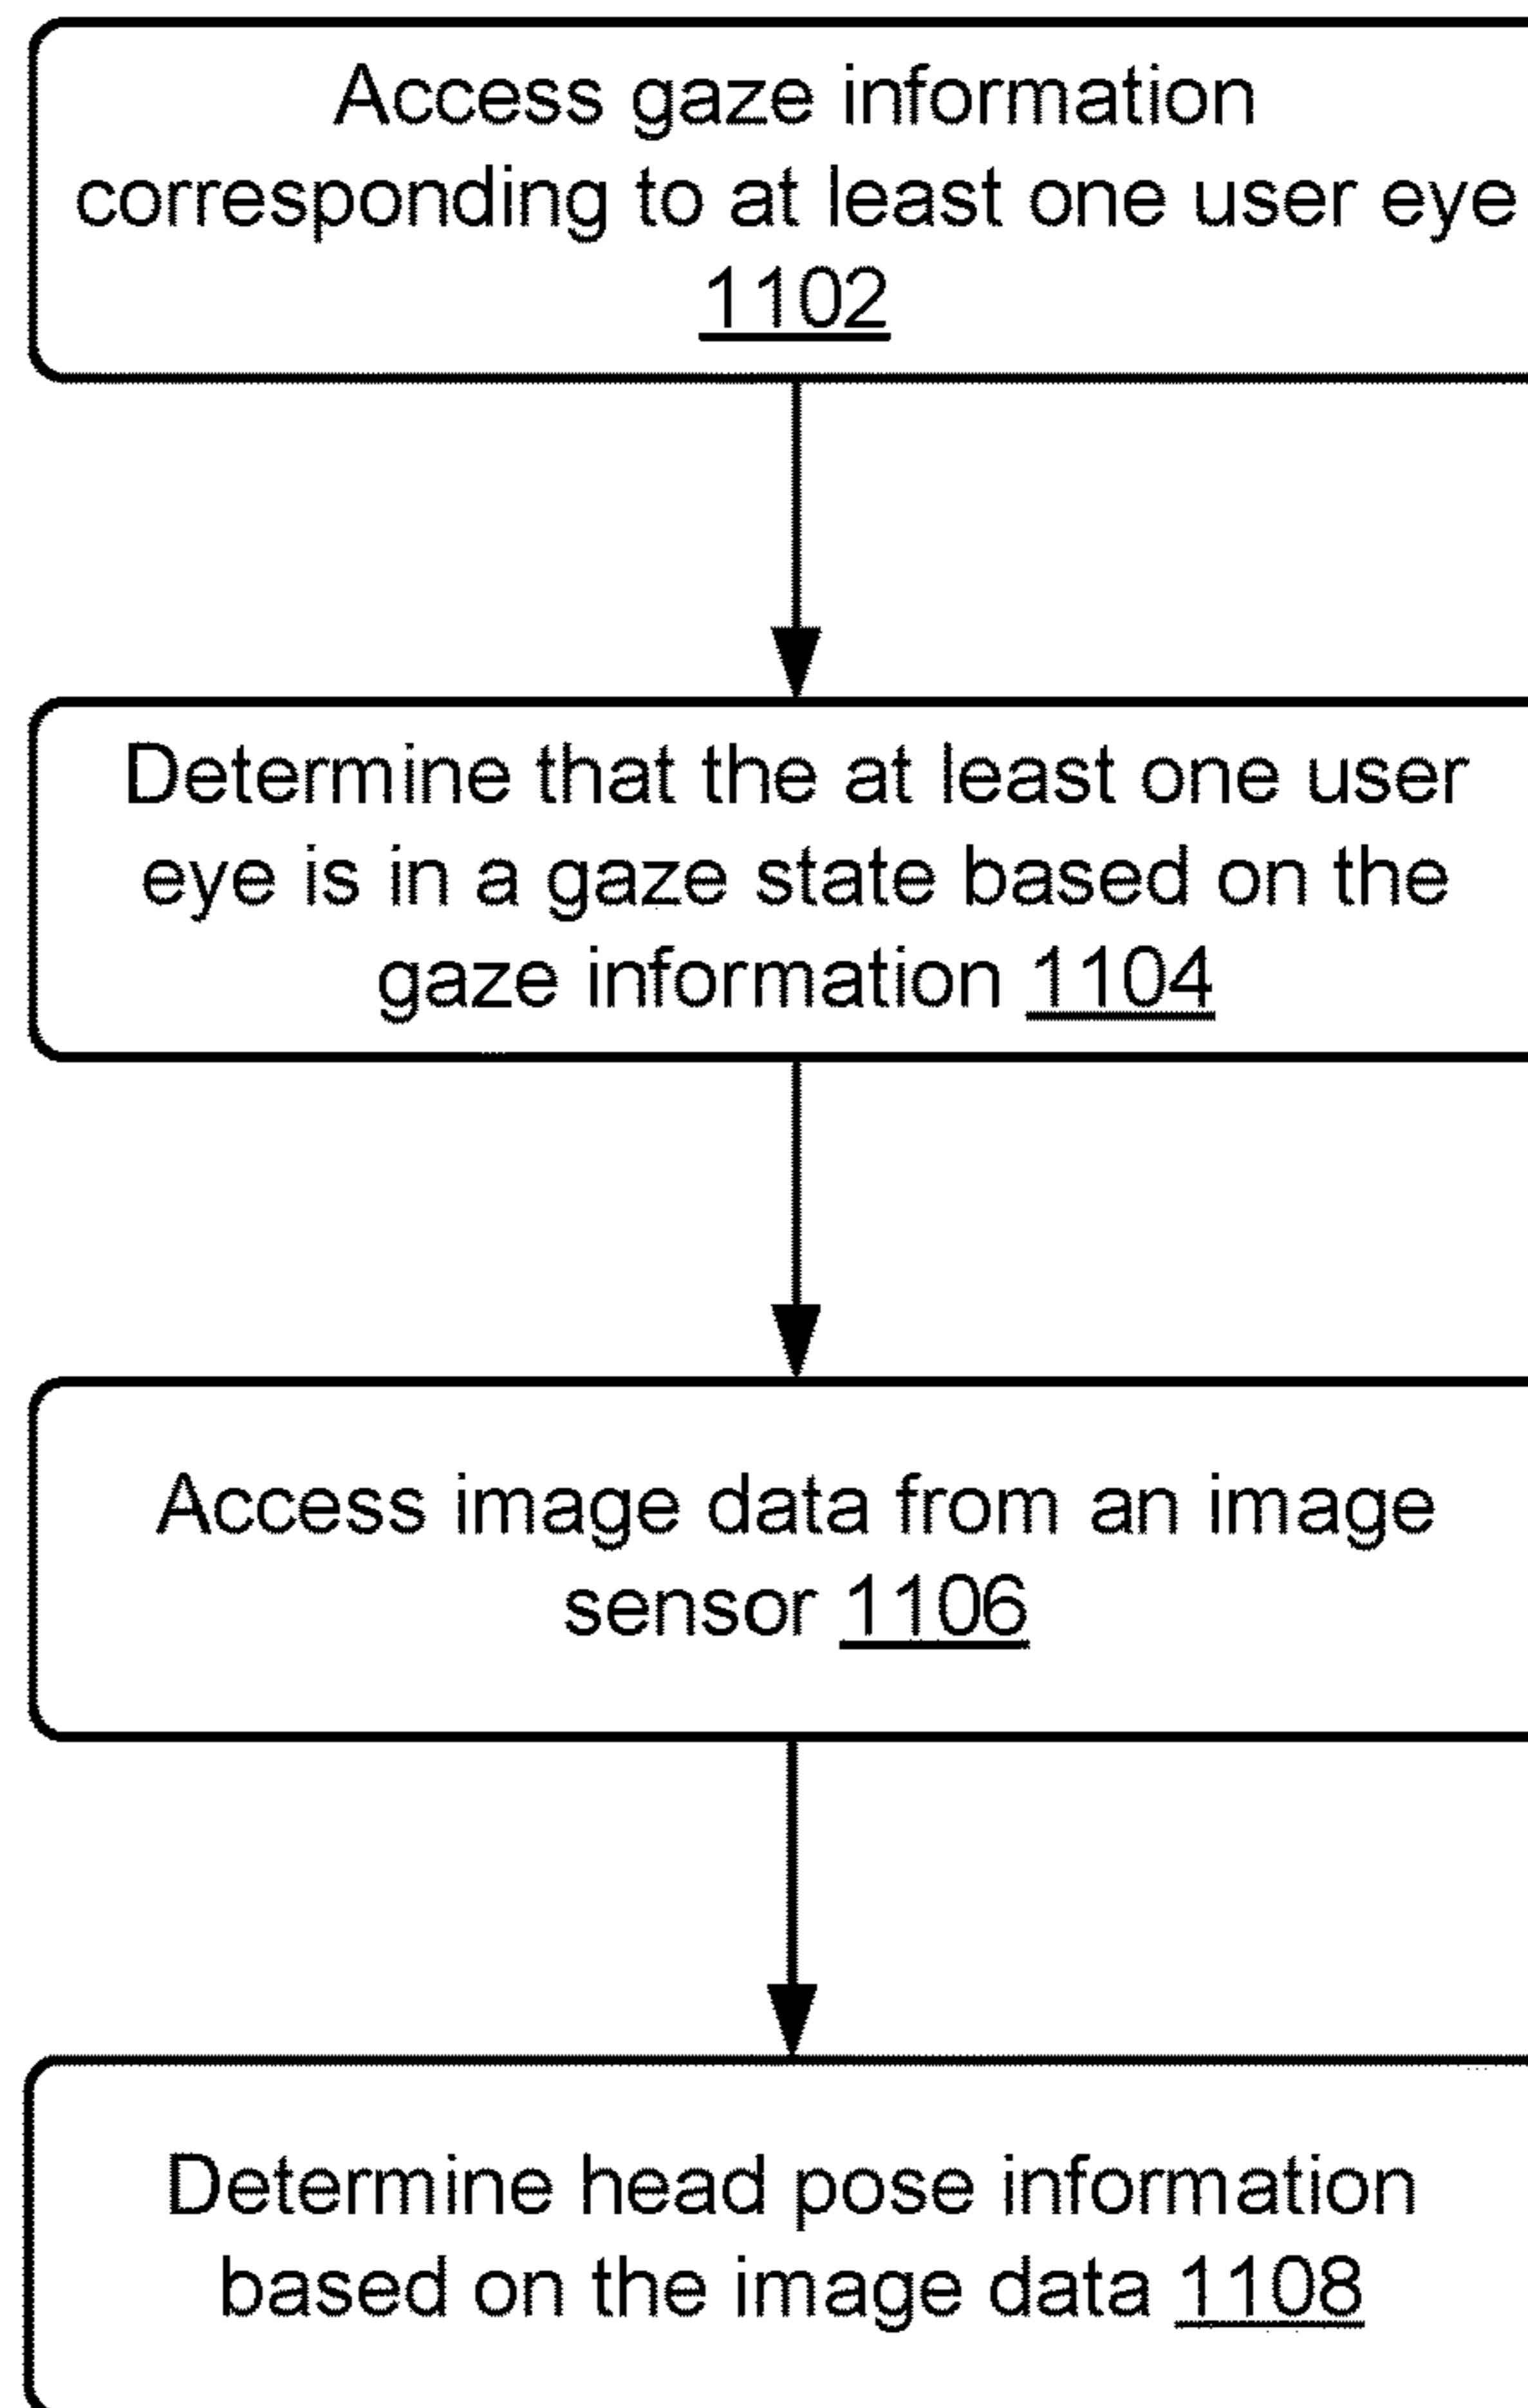 Access gaze information
corresponding to at least one user eye
1102
Determine that the at least one user
eye is in a gaze state based on the
gaze information 1104
Access image data from an image
sensor 1106
Determine head pose information
based on the image data 1108